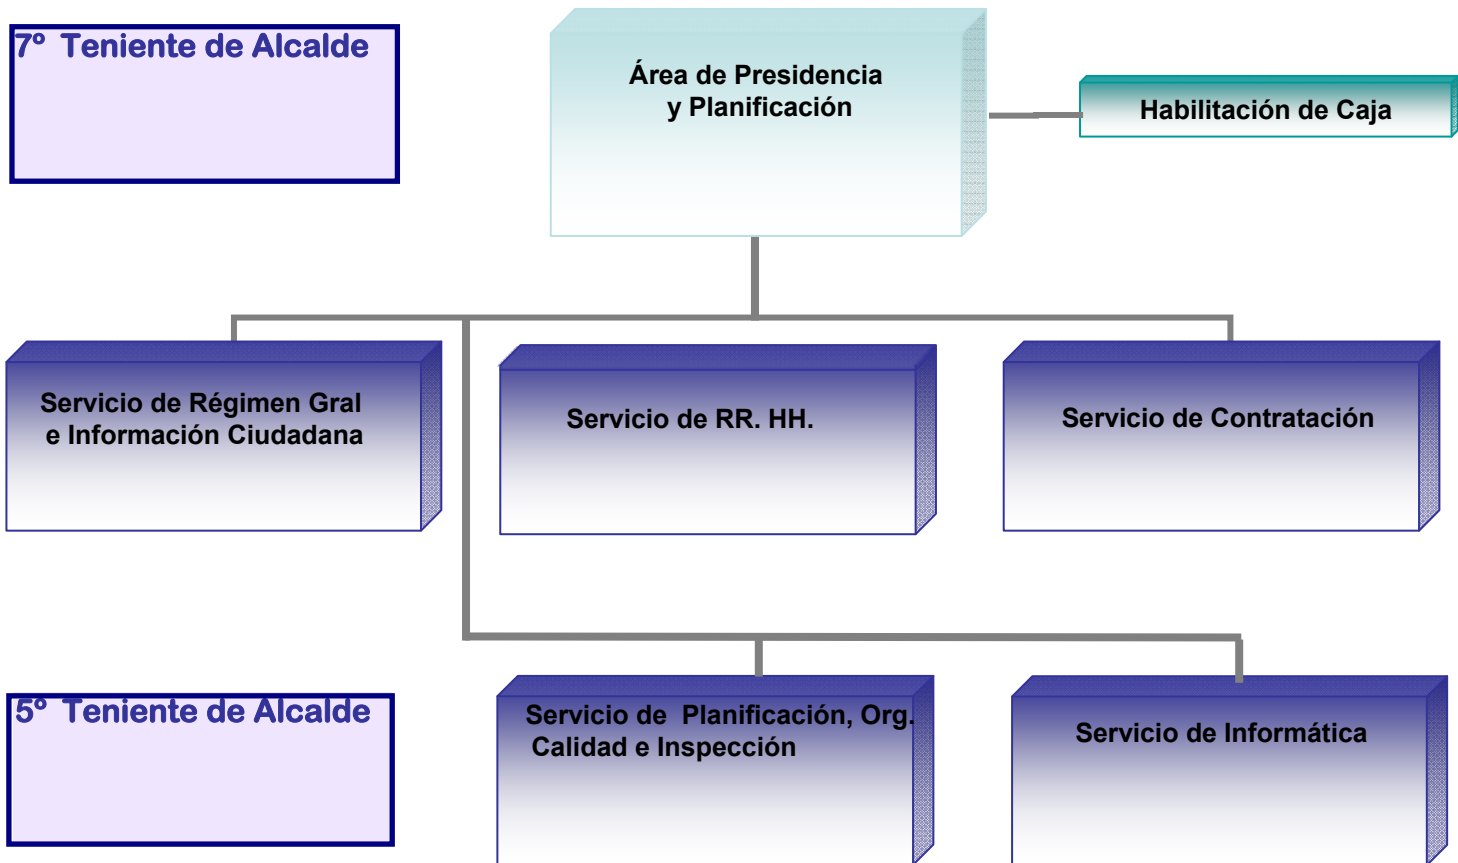 7º Teniente de Alcalde
Área de Presidencia
y Planificación
Habilitación de Caja
Servicio de Régimen Gral
e Información Ciudadana
Servicio de RR. HH.
Servicio de Contratación
5º Teniente de Alcalde
Servicio de Planificación, Org.
Calidad e Inspección
Servicio de Informática